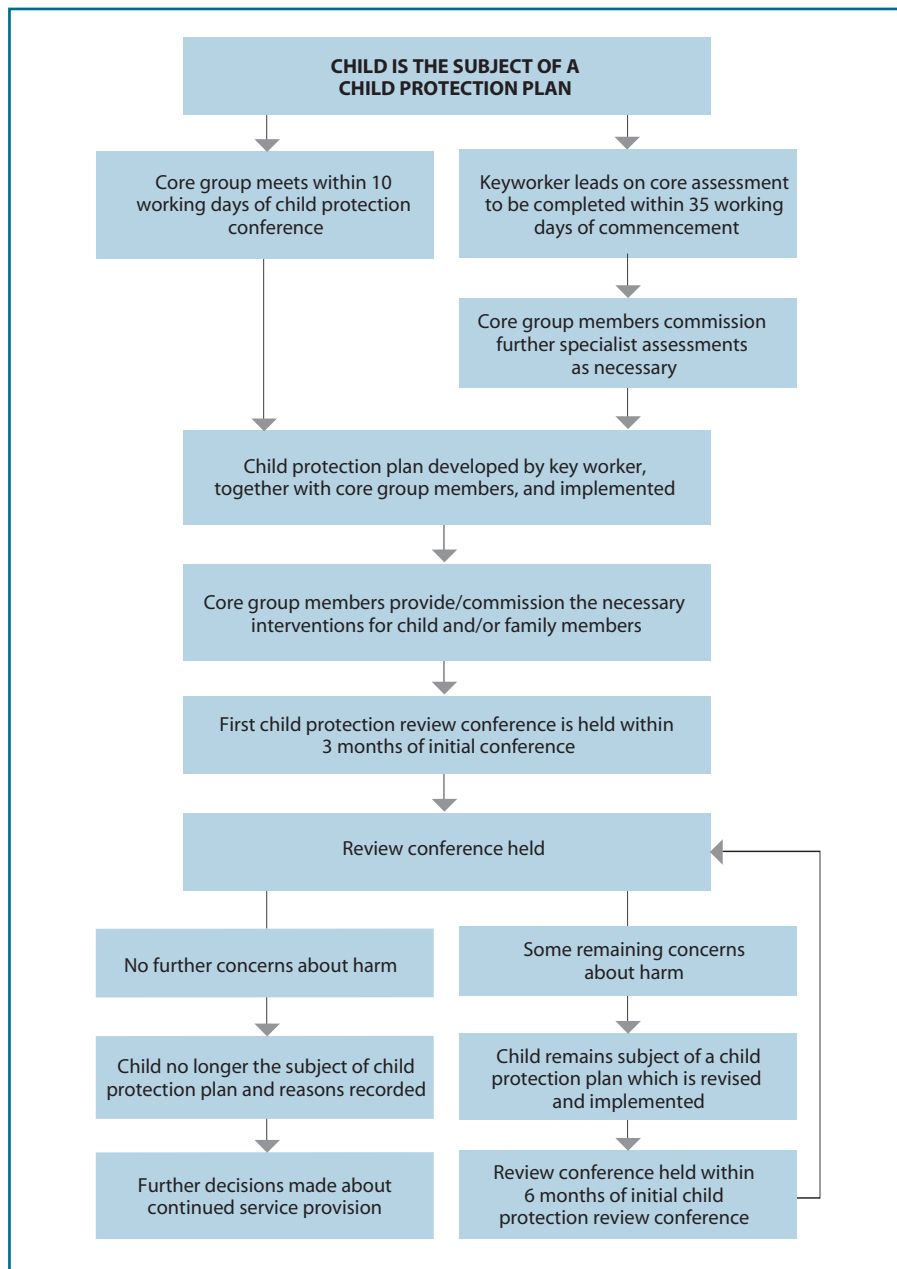 CHILD IS THE SUBJECT OF A
CHILD PROTECTION PLAN
Core group meets within 10
working days of child protection
conference
Keyworker leads on core assessment
to be completed within 35 working
days of commencement
Core group members commission
further specialist assessments
as necessary
Child protection plan developed by key worker,
together with core group members, and implemented
Core group members provide/commission the necessary
interventions for child and/or family members
First child protection review conference is held within
3 months of initial conference
Review conference held
No further concerns about harm
Some remaining concerns
about harm
Child no longer the subject of child
protection plan and reasons recorded
Child remains subject of a child
protection plan which is revised
and implemented
Further decisions made about
continued service provision
Review conference held within
6 months of initial child
protection review conference